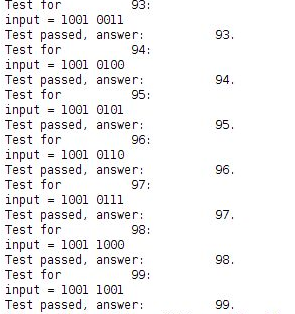 Test for          93:
input = 1001 0011
Test passed, answer:          93.
Test for          94:
input = 1001 0100
Test passed, answer:          94.
Test for          95:
input = 1001 0101
Test passed, answer:          95.
Test for          96:
input = 1001 0110
Test passed, answer:          96.
Test for          97:
input = 1001 0111
Test passed, answer:          97.
Test for          98:
input = 1001 1000
Test passed, answer:          98.
Test for          99:
input = 1001 1001
Test passed, answer:          99.